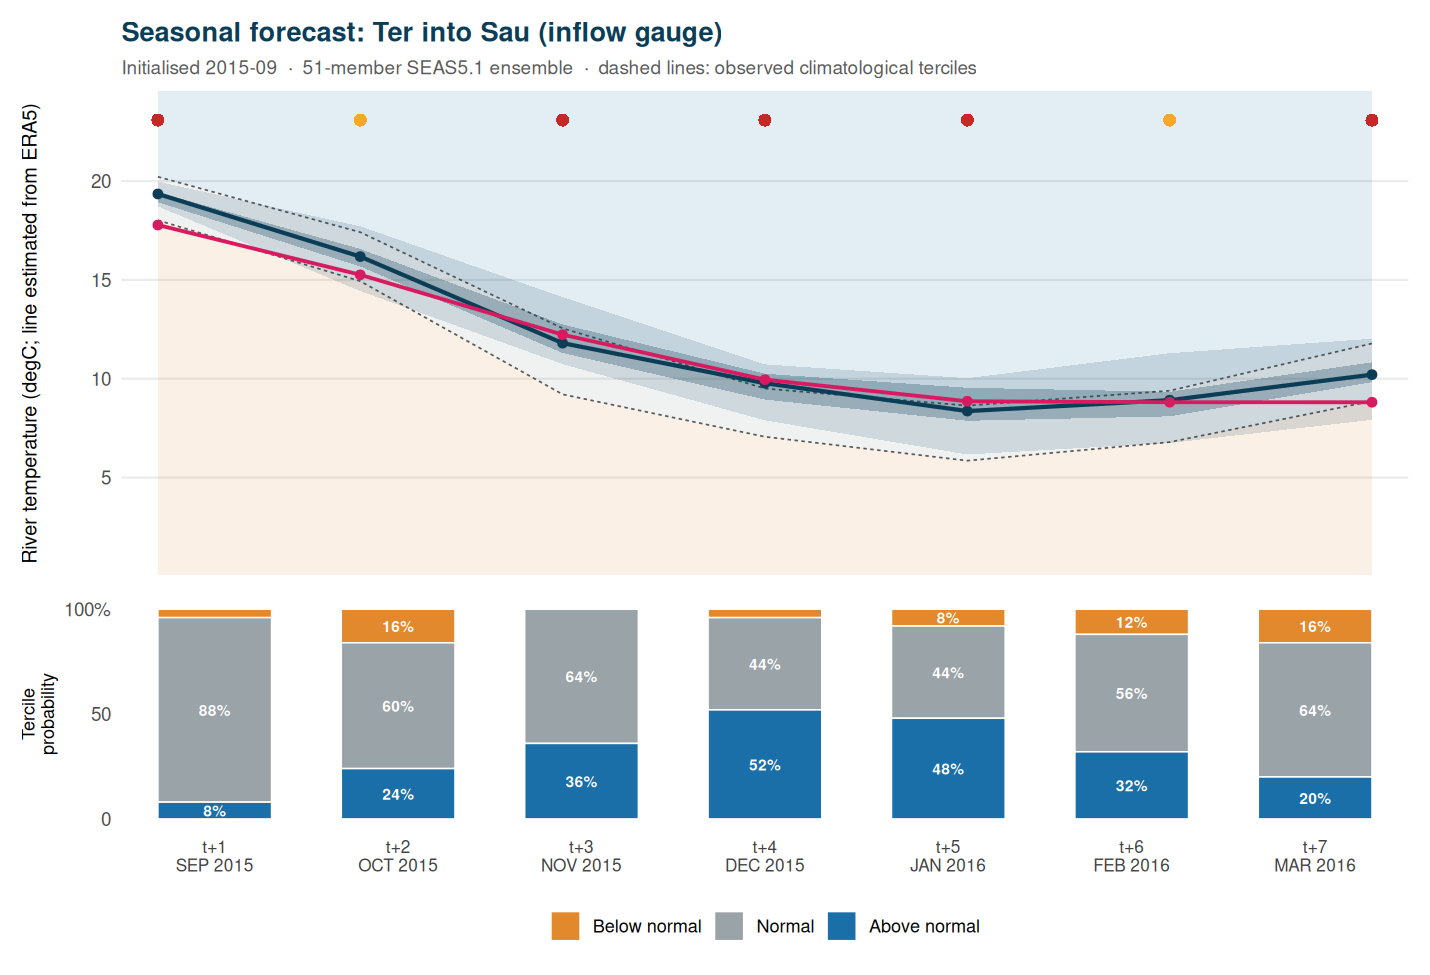 Seasonal forecast: Ter into Sau (inflow gauge)
Initialised 2015-09 · 51-member SEAS5.1 ensemble · dashed lines: observed climatological terciles
River temperature (degC; line estimated from ERA5)
20
15
10
5
Tercile
probability
100%
50
0
88%
8%
16%
60%
24%
64%
36%
44%
52%
8%
44%
48%
12%
56%
32%
16%
64%
20%
t+1
SEP 2015
t+2
OCT 2015
t+3
NOV 2015
t+4
DEC 2015
t+5
JAN 2016
t+6
FEB 2016
t+7
MAR 2016
Below normal
Normal
Above normal